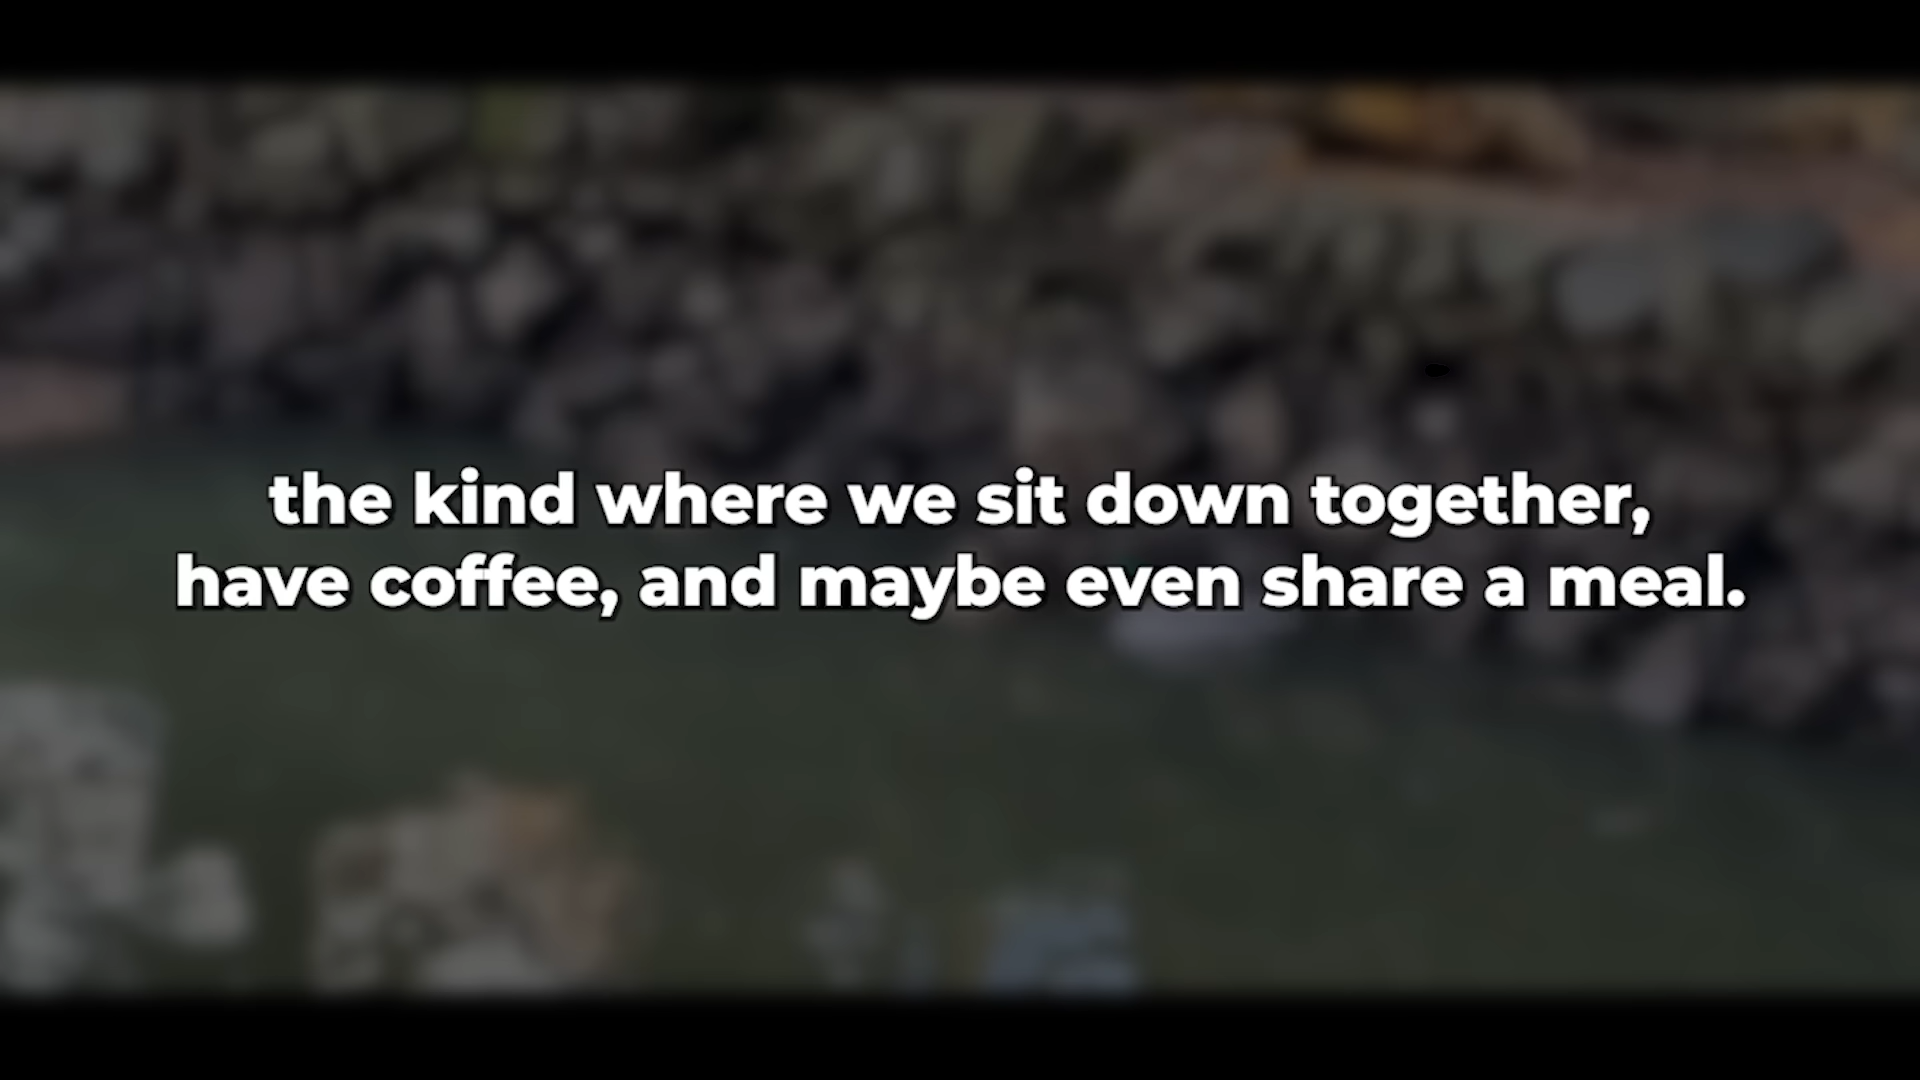 the kind where we sit down together,
have coffee, and maybe even share a meal.